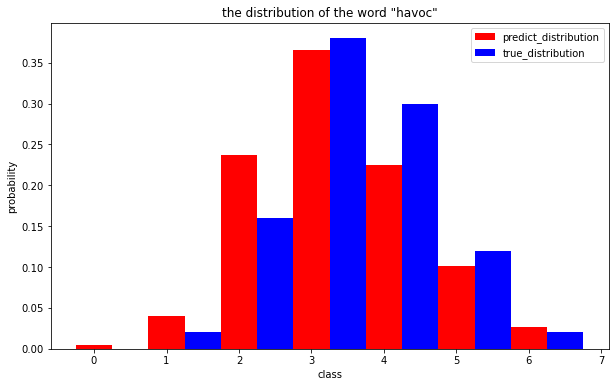 the distribution of the word "havoc"
predict_distribution
true_distribution
probability
0.35
0.30
0.25
0.20
0.15
0.10
0.05
0.00
0 1 2 3 4 5 6 7
class